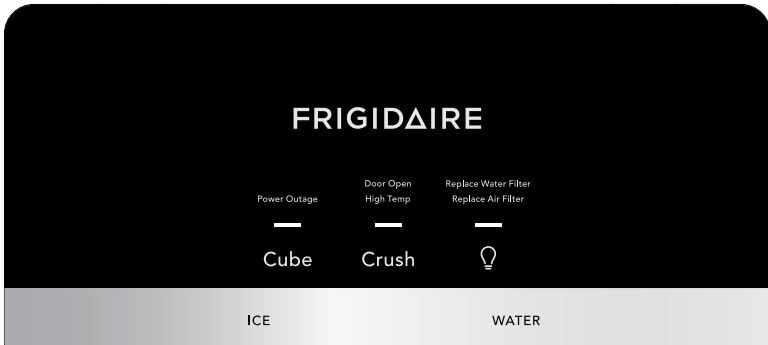 FRIGIDAIRE
Door Open Replace Water Filter
Power Outage High Temp Replace Air Filter
Cube Crush
ICE WATER